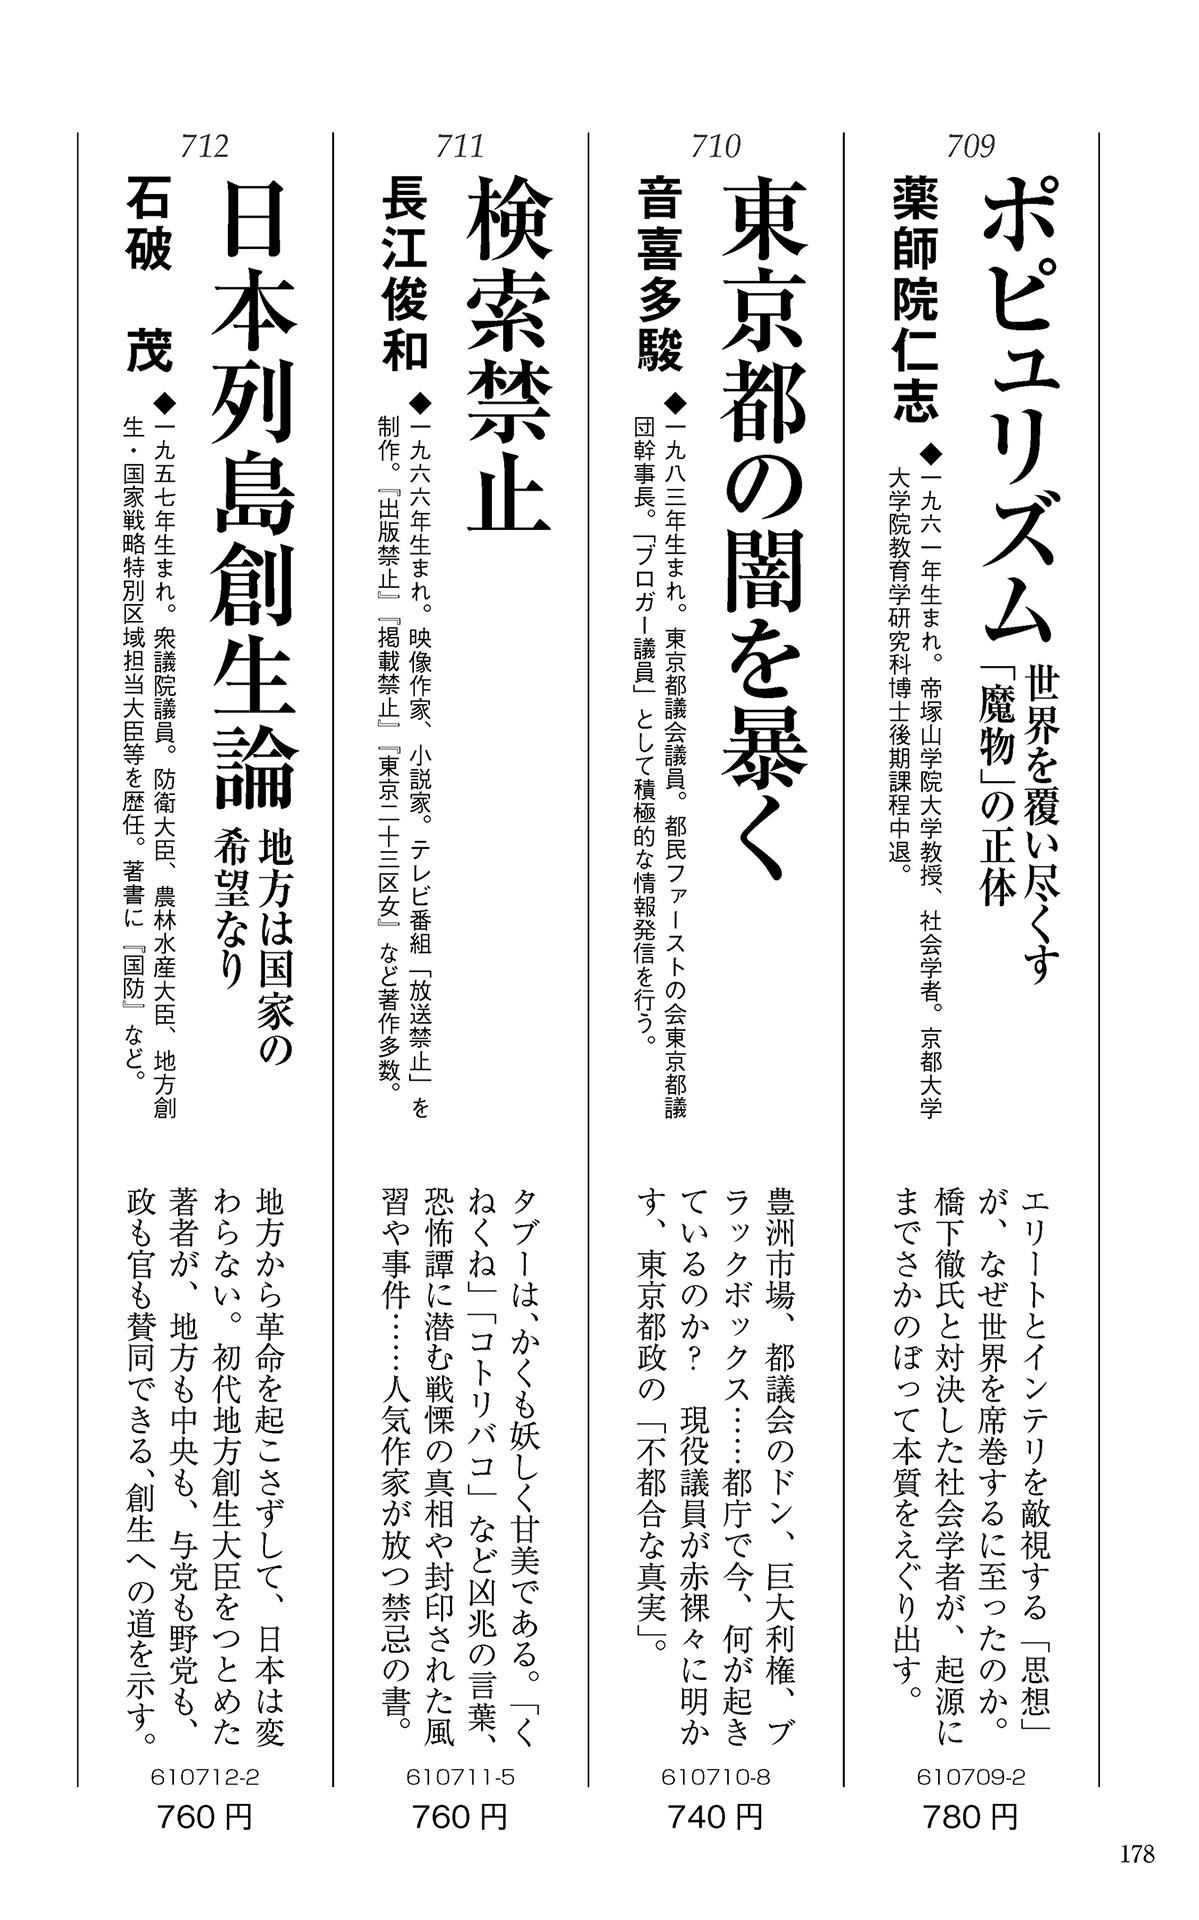 709
ポピュリズム
世界を覆い尽くす
「魔物」の正体
薬師院仁志
◆一九六一年生まれ。帝塚山学院大学教授、社会学者。京都大学
大学院教育学研究科博士後期課程中退。
エリートとインテリを敵視する「思想」
が、なぜ世界を席巻するに至ったのか。
橋下徹氏と対決した社会学者が、起源に
までさかのぼって本質をえぐり出す。
610709-2
780円
710
東京都の闇を暴く
音喜多駿
◆一九八三年生まれ。東京都議会議員。都民ファーストの会東京都議
団幹事長。「ブロガー議員」として積極的な情報発信を行う。
豊洲市場、都議会のドン、巨大利権、ブ
ラックボックス……都庁で今、何が起き
ているのか？　現役議員が赤裸々に明か
す、東京都政の「不都合な真実」。
610710-8
740円
711
検索禁止
長江俊和
◆一九六六年生まれ。映像作家、小説家。テレビ番組「放送禁止」を
制作。『出版禁止』『掲載禁止』『東京二十三区女』など著作多数。
タブーは、かくも妖しく甘美である。「く
ねくね」「コトリバコ」など凶兆の言葉、
恐怖譚に潜む戦慄の真相や封印された風
習や事件……人気作家が放つ禁忌の書。
610711-5
760円
712
日本列島創生論
地方は国家の
希望なり
石破　茂
◆一九五七年生まれ。衆議院議員。防衛大臣、農林水産大臣、地方創
生・国家戦略特別区域担当大臣等を歴任。著書に『国防』など。
地方から革命を起こさずして、日本は変
わらない。初代地方創生大臣をつとめた
著者が、地方も中央も、与党も野党も、
政も官も賛同できる、創生への道を示す。
610712-2
760円
178